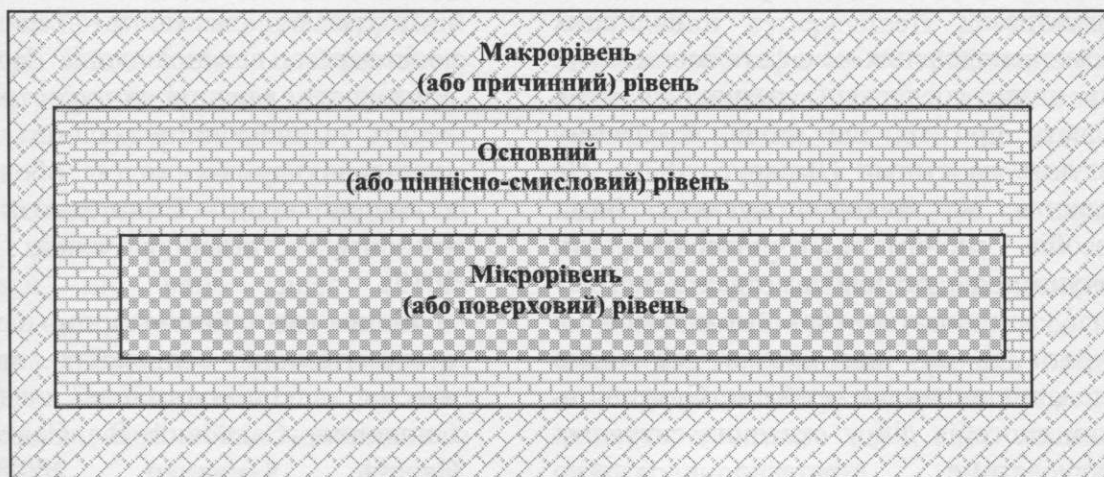 Макрорівень
(або причинний) рівень
Основний
(або ціннісно-смисловий) рівень
Мікрорівень
(або поверховий) рівень